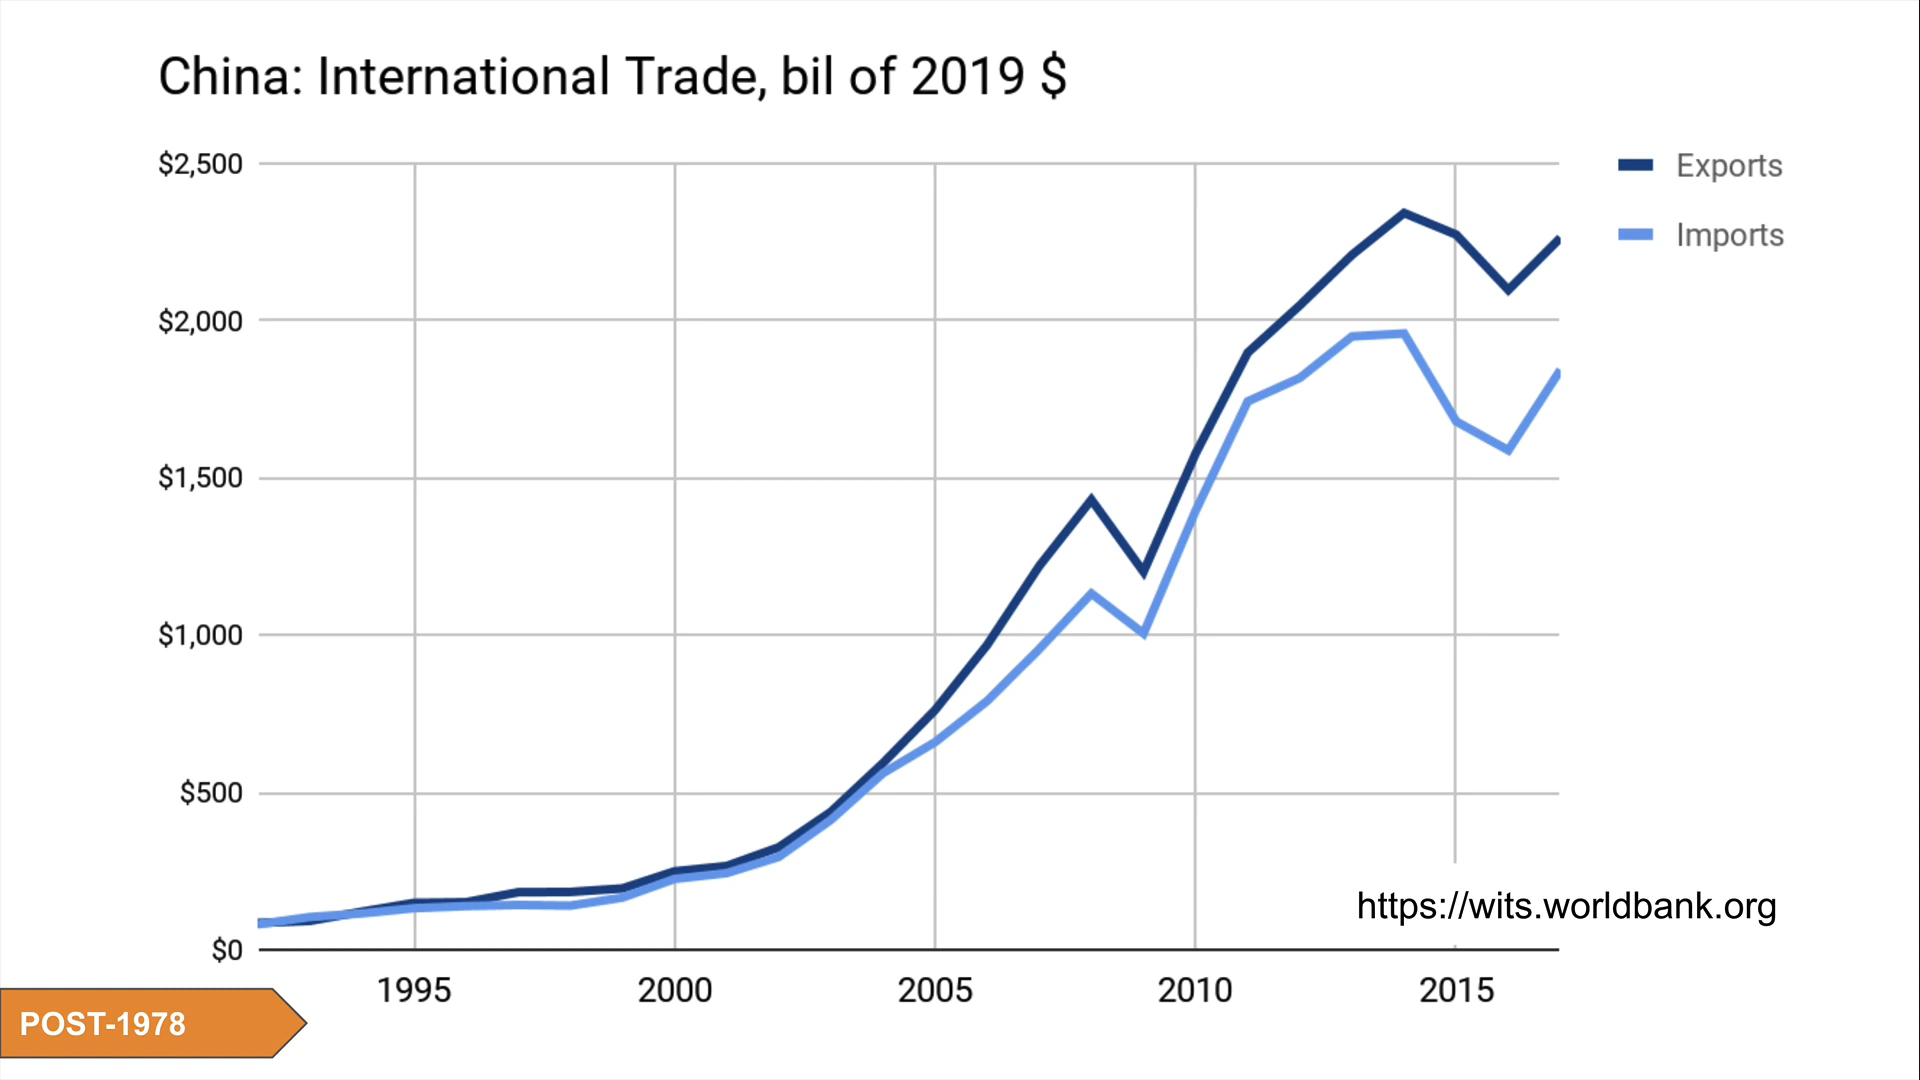 China: International Trade, bil of 2019 $
$2,500
$2,000
$1,500
$1,000
$500
$0
1995 2000 2005 2010 2015
Exports
Imports
https://wits.worldbank.org
POST-1978